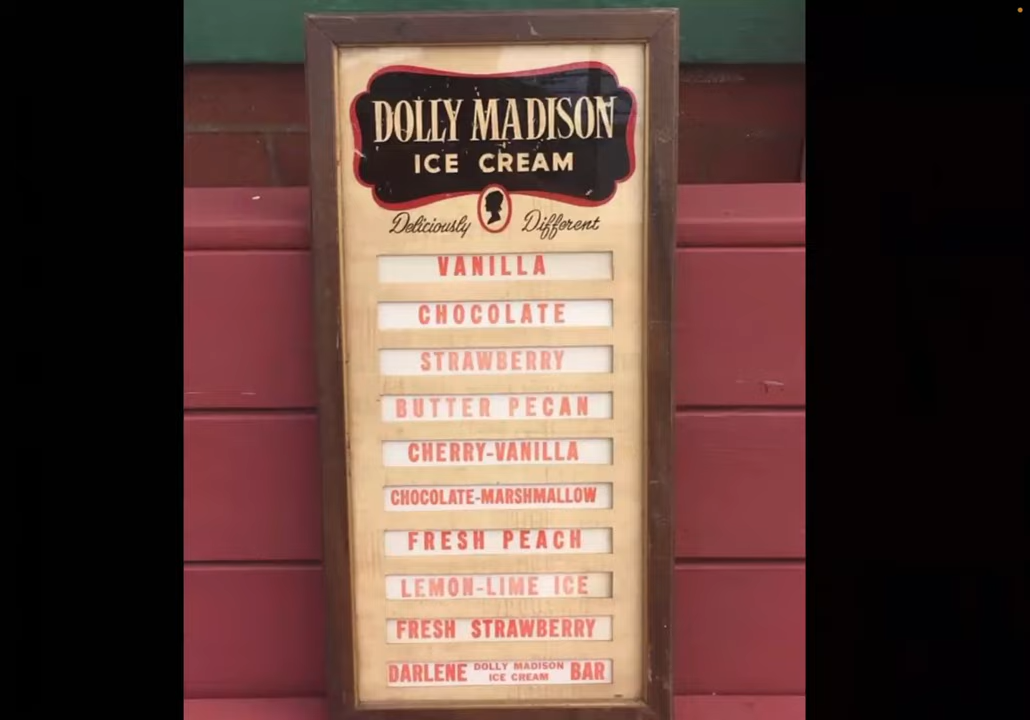 DOLLY MADISON
ICE CREAM
Deliciously Different
VANILLA
CHOCOLATE
STRAWBERRY
BUTTER PECAN
CHERRY-VANILLA
CHOCOLATE-MARSHMALLOW
FRESH PEACH
LEMON-LIME ICE
FRESH STRAWBERRY
DARLENE DOLLY MADISON ICE CREAM BAR